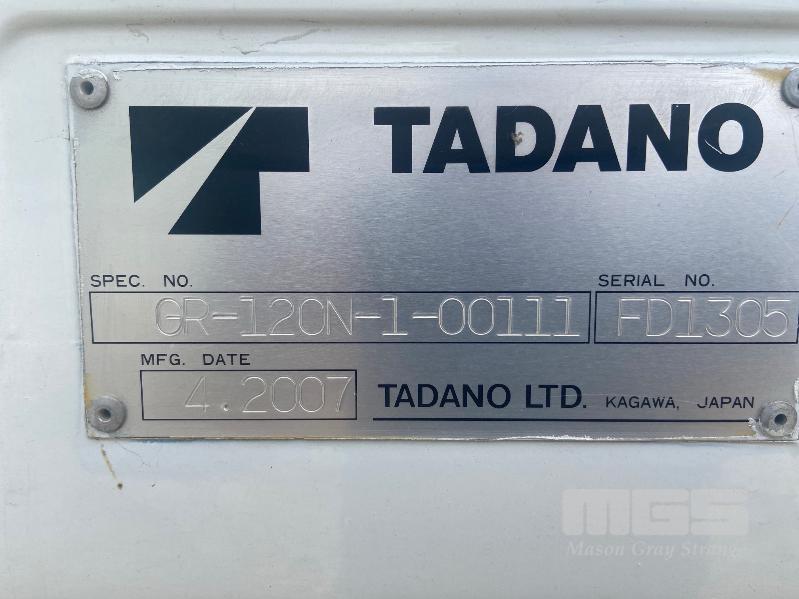 TADANO
SPEC. NO. SERIAL NO.
GR-120N-1-00111 FD1305
MFG. DATE
4.2007 TADANO LTD. KAGAWA, JAPAN
MGS
Mason Gray Strange